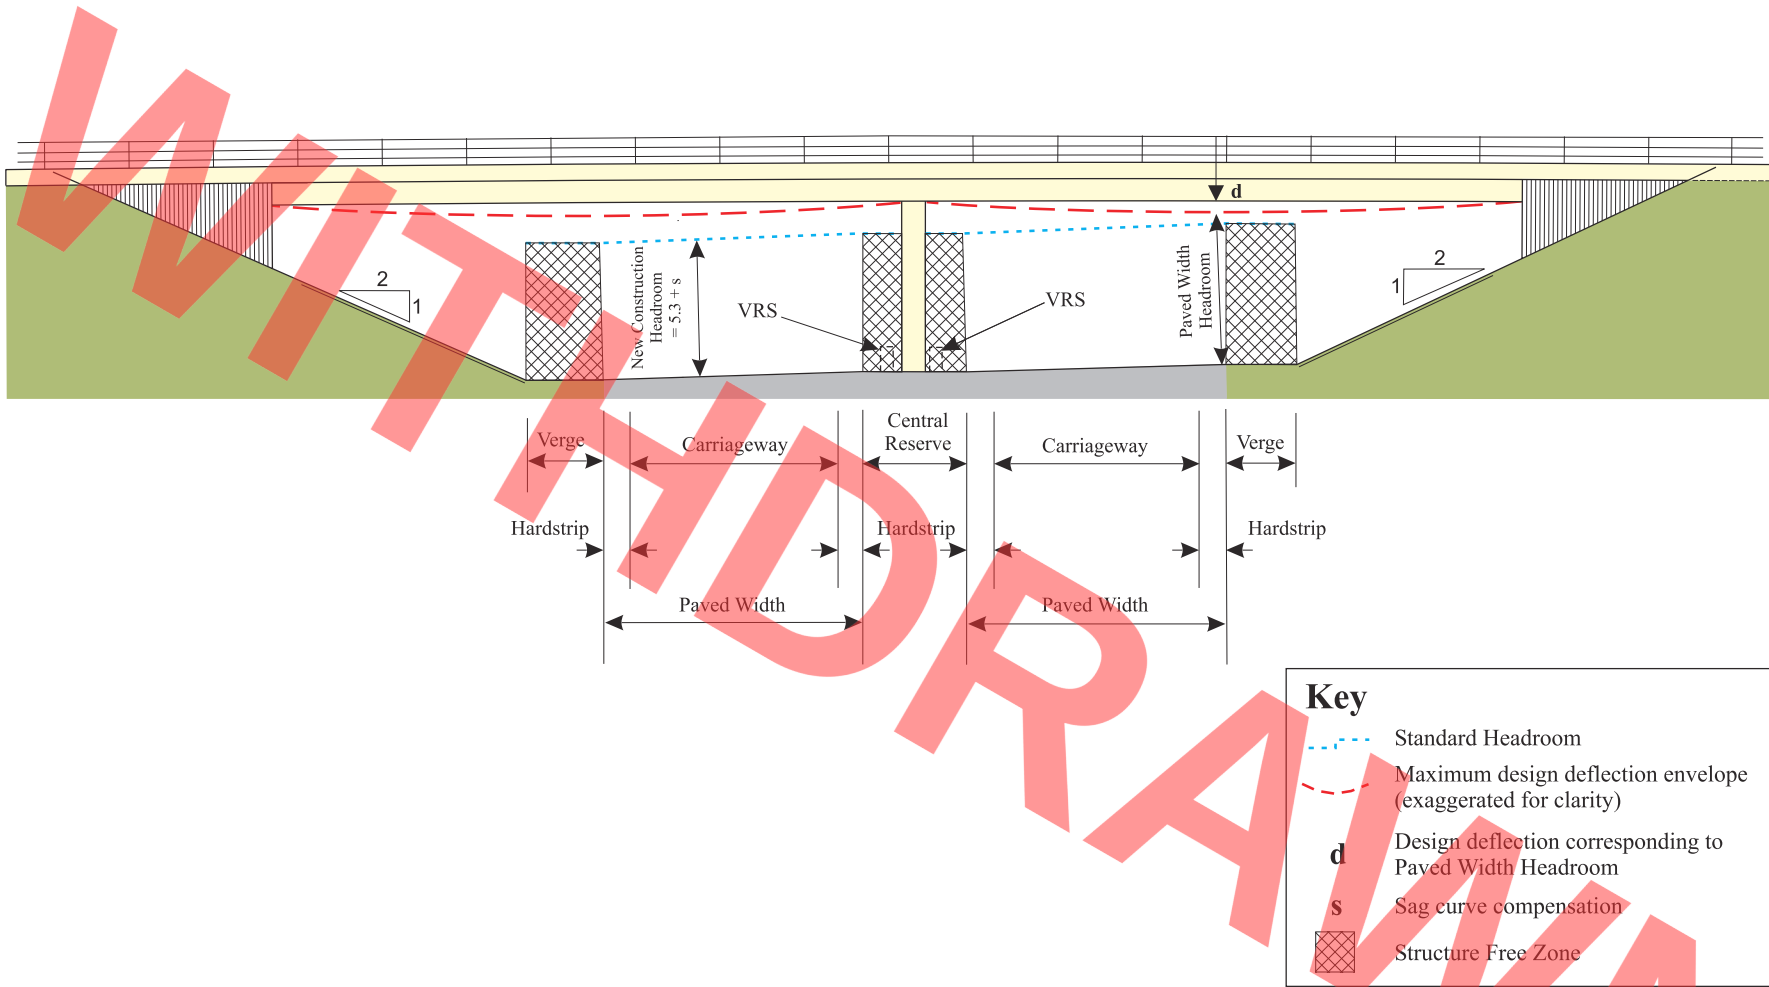 d
2
1
New Construction
Headroom
= 5.3 + s
VRS
VRS
Paved Width
Headroom
2
1
Verge
Carriageway
Central
Reserve
Carriageway
Verge
Hardstrip
Hardstrip
Hardstrip
Paved Width
Paved Width
Key
Standard Headroom
Maximum design deflection envelope
(exaggerated for clarity)
d
Design deflection corresponding to
Paved Width Headroom
s
Sag curve compensation
Structure Free Zone
WITHDRAWN